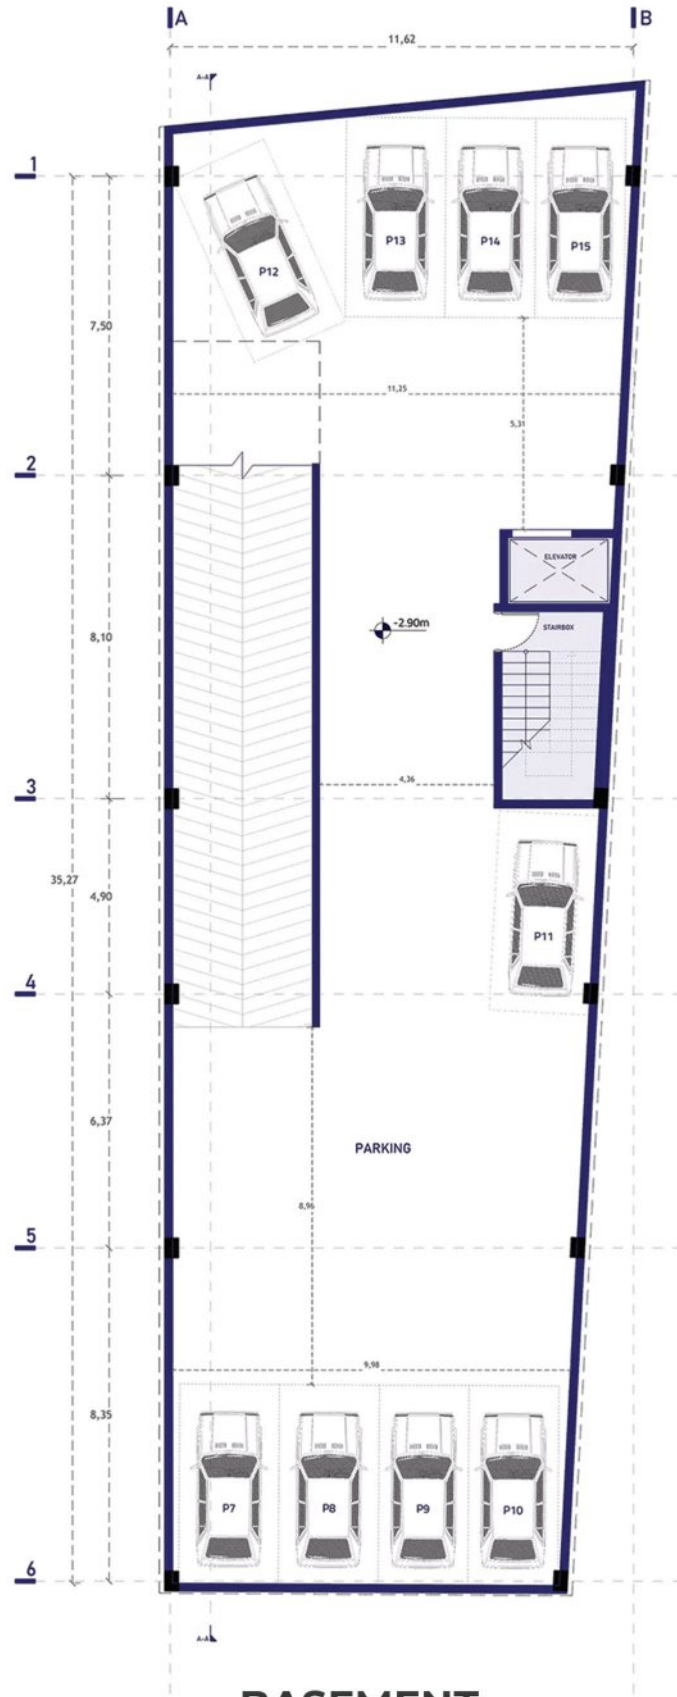 A
B
11,62
A-A
1
P12
P13
P14
P15
7,50
11,25
5,31
2
ELEVATOR
STAIRBOX
-2.90m
8,10
4,36
3
35,27
4,90
P11
4
6,37
PARKING
8,96
5
9,98
8,35
P7
P8
P9
P10
6
A-A
BASEMENT